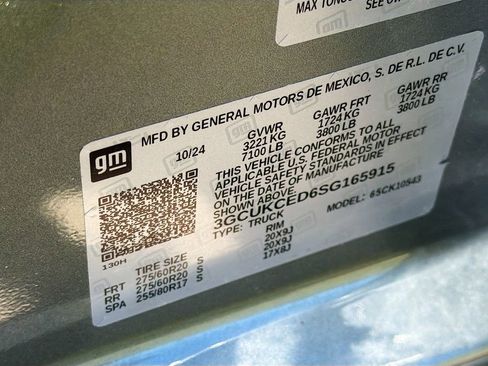 MAX TONGU
SEE OWNE
gm
MFD BY GENERAL MOTORS DE MEXICO, S. DE R.L. DE C.V.
10/24 GVWR GAWR FRT GAWR RR
3221 KG 1724 KG 1724 KG
7100 LB 3800 LB 3800 LB
THIS VEHICLE CONFORMS TO ALL
APPLICABLE U.S. FEDERAL MOTOR
VEHICLE SAFETY STANDARDS IN EFFECT
ON THE DATE OF MANUFACTURE
SHOWN ABOVE.
3GCUKCED6SG165915
TYPE: TRUCK MODEL: 6SCK10543
130H
TIRE SIZE RIM
FRT 275/60R20 S 20X9J
RR 275/60R20 S 20X9J
SPA 255/80R17 S 17X8J